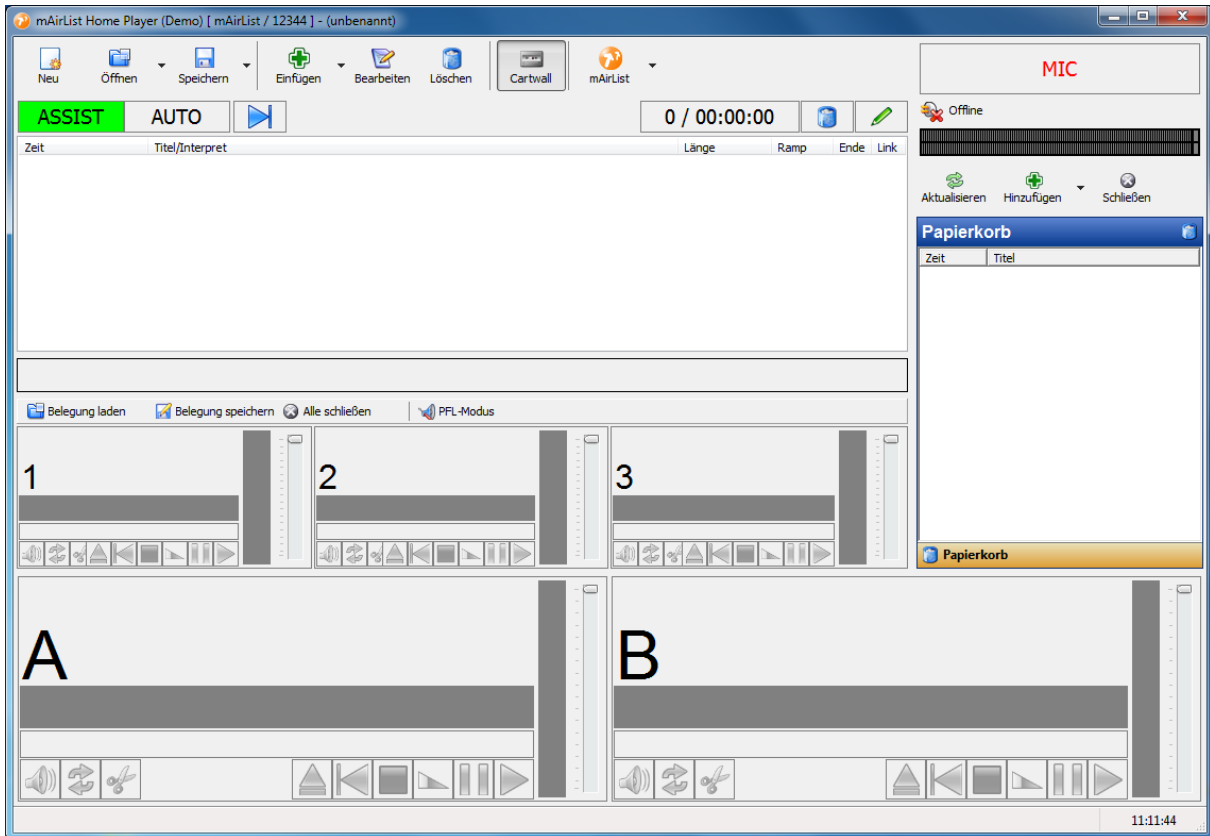 mAirList Home Player (Demo) [ mAirList / 12344 ] - (unbenannt)
Neu Öffnen Speichern Einfügen Bearbeiten Löschen Cartwall mAirList
MIC
ASSIST AUTO 0 / 00:00:00
Offline
Zeit Titel/Interpret Länge Ramp Ende Link
Aktualisieren Hinzufügen Schließen
Papierkorb
Zeit Titel
Belegung laden Belegung speichern Alle schließen PFL-Modus
1 2 3
Papierkorb
A B
11:11:44